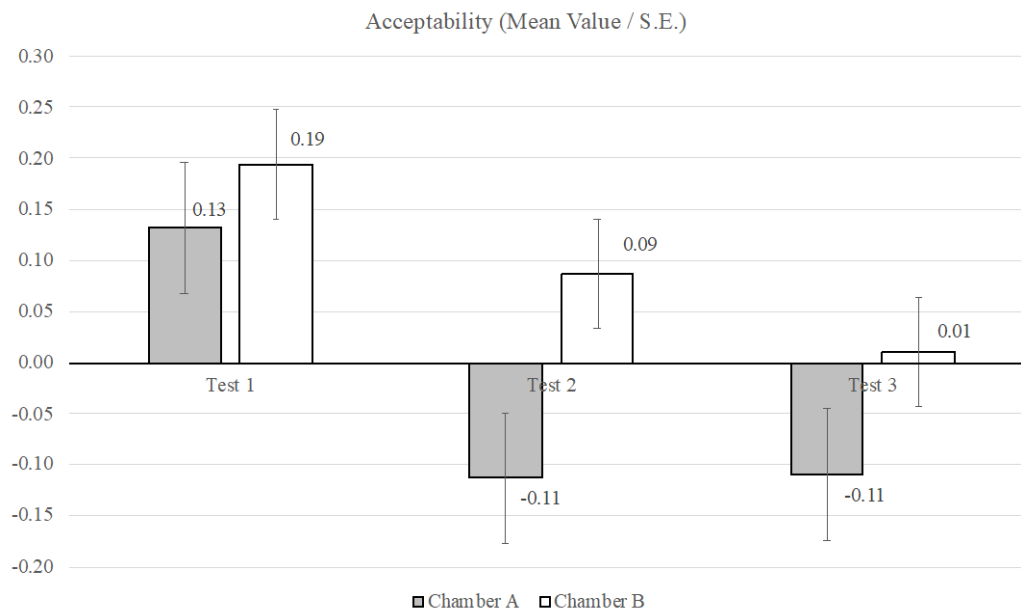 Acceptability (Mean Value / S.E.)
0.30
0.25
0.20
0.15
0.10
0.05
0.00
-0.05
-0.10
-0.15
-0.20
0.13
0.19
-0.11
0.09
-0.11
0.01
Test 1
Test 2
Test 3
Chamber A
Chamber B